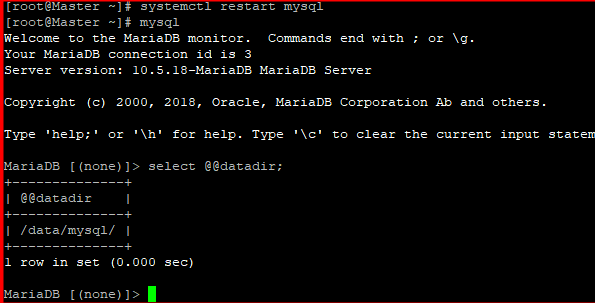 [root@Master ~]# systemctl restart mysql
[root@Master ~]# mysql
Welcome to the MariaDB monitor.  Commands end with ; or \g.
Your MariaDB connection id is 3
Server version: 10.5.18-MariaDB MariaDB Server

Copyright (c) 2000, 2018, Oracle, MariaDB Corporation Ab and others.

Type 'help;' or '\h' for help. Type '\c' to clear the current input statem

MariaDB [(none)]> select @@datadir;
+--------------+
| @@datadir    |
+--------------+
| /data/mysql/ |
+--------------+
1 row in set (0.000 sec)

MariaDB [(none)]>